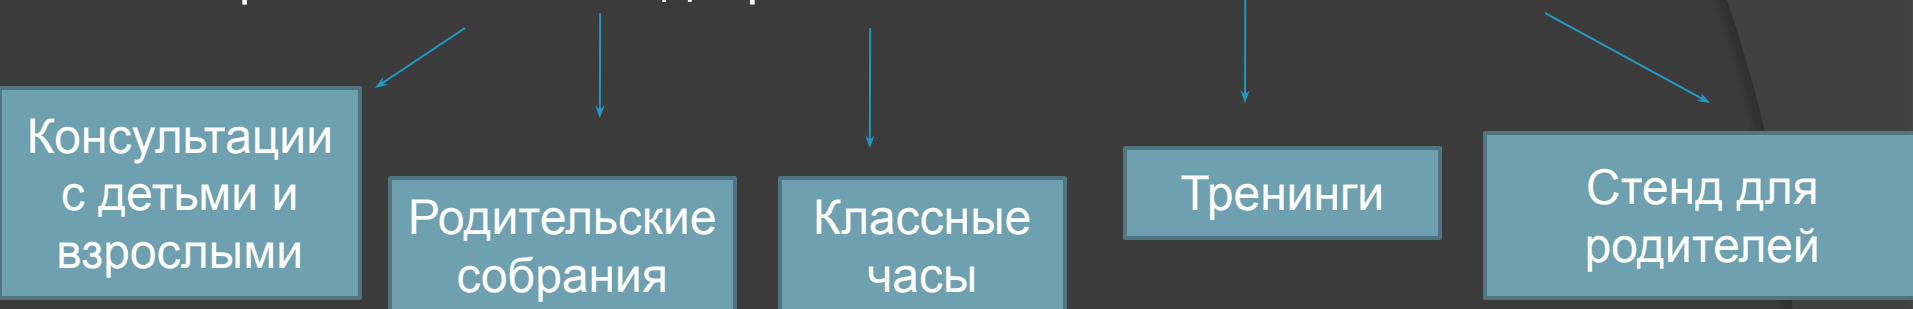 Консультации
с детьми и
взрослыми
Родительские
собрания
Классные
часы
Тренинги
Стенд для
родителей